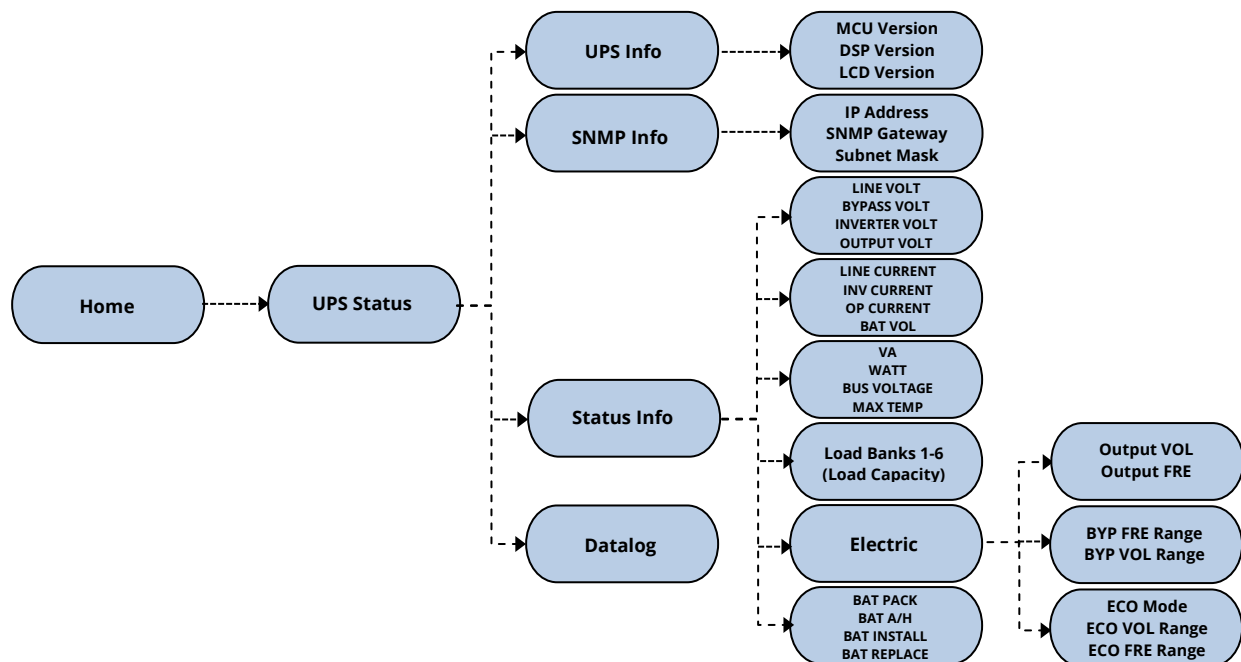 Home
UPS Status
UPS Info
SNMP Info
Status Info
Datalog
MCU Version
DSP Version
LCD Version
IP Address
SNMP Gateway
Subnet Mask
LINE VOLT
BYPASS VOLT
INVERTER VOLT
OUTPUT VOLT
LINE CURRENT
INV CURRENT
OP CURRENT
BAT VOL
VA
WATT
BUS VOLTAGE
MAX TEMP
Load Banks 1-6
(Load Capacity)
Electric
BAT PACK
BAT A/H
BAT INSTALL
BAT REPLACE
Output VOL
Output FRE
BYP FRE Range
BYP VOL Range
ECO Mode
ECO VOL Range
ECO FRE Range